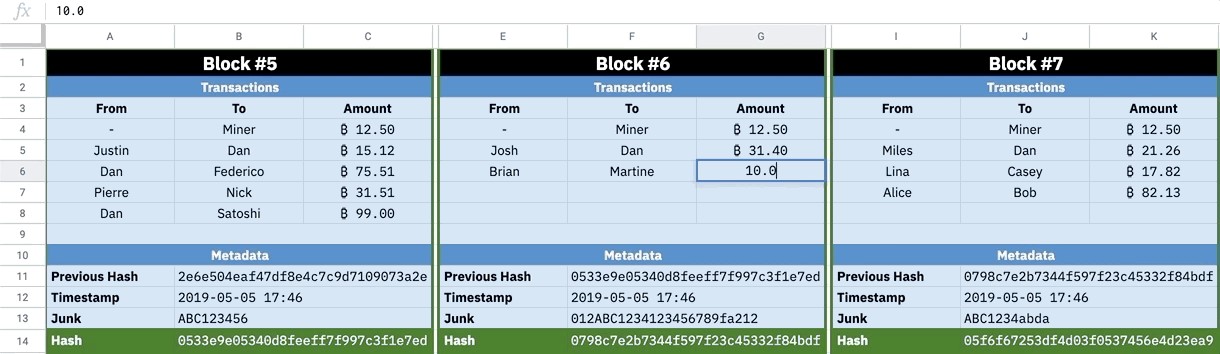 fx 10.0
A B C E F G I J K
1 Block #5 Block #6 Block #7
2 Transactions Transactions Transactions
3 From To Amount From To Amount From To Amount
4 - Miner ฿ 12.50 - Miner ฿ 12.50 - Miner ฿ 12.50
5 Justin Dan ฿ 15.12 Josh Dan ฿ 31.40 Miles Dan ฿ 21.26
6 Dan Federico ฿ 75.51 Brian Martine 10.0 Lina Casey ฿ 17.82
7 Pierre Nick ฿ 31.51 Alice Bob ฿ 82.13
8 Dan Satoshi ฿ 99.00
9
10 Metadata Metadata Metadata
11 Previous Hash 2e6e504eaf47df8e4c7c9d7109073a2e Previous Hash 0533e9e05340d8feeff7f997c3f1e7ed Previous Hash 0798c7e2b7344f597f23c45332f84bdf
12 Timestamp 2019-05-05 17:46 Timestamp 2019-05-05 17:46 Timestamp 2019-05-05 17:46
13 Junk ABC123456 Junk 012ABC1234123456789fa212 Junk ABC1234abda
14 Hash 0533e9e05340d8feeff7f997c3f1e7ed Hash 0798c7e2b7344f597f23c45332f84bdf Hash 05f6f67253df4d03f0537456e4d23ea9